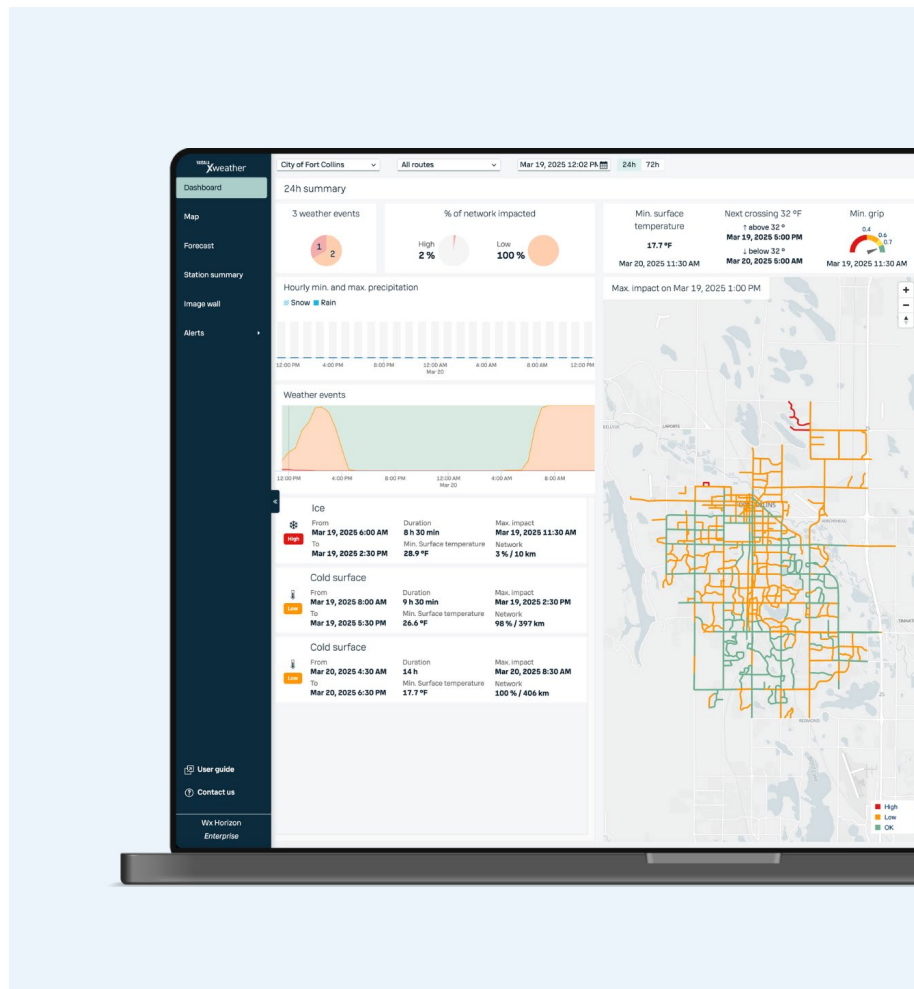 VAISALA
Xweather
City of Fort Collins
All routes
Mar 19, 2025 12:02 PM
24h
72h
Dashboard
Map
Forecast
Station summary
Image wall
Alerts
24h summary
3 weather events
1
2
% of network impacted
High
2 %
Low
100 %
Min. surface
temperature
17.7 °F
Mar 20, 2025 11:30 AM
Next crossing 32 °F
↑ above 32 °
Mar 19, 2025 5:00 PM
↓ below 32 °
Mar 20, 2025 5:00 AM
Min. grip
0.4
0.6
0.7
Mar 19, 2025 11:30 AM
Hourly min. and max. precipitation
Snow Rain
12:00 PM 4:00 PM 8:00 PM 12:00 AM 4:00 AM 8:00 AM 12:00 PM
Mar 20
Weather events
12:00 PM 4:00 PM 8:00 PM 12:00 AM 4:00 AM 8:00 AM
Mar 20
Ice
High
From
Mar 19, 2025 6:00 AM
To
Mar 19, 2025 2:30 PM
Duration
8 h 30 min
Min. Surface temperature
28.9 °F
Max. impact
Mar 19, 2025 11:30 AM
Network
3 % / 10 km
Cold surface
Low
From
Mar 19, 2025 8:00 AM
To
Mar 19, 2025 5:30 PM
Duration
9 h 30 min
Min. Surface temperature
26.6 °F
Max. impact
Mar 19, 2025 2:30 PM
Network
98 % / 397 km
Cold surface
Low
From
Mar 20, 2025 4:30 AM
To
Mar 20, 2025 6:30 PM
Duration
14 h
Min. Surface temperature
17.7 °F
Max. impact
Mar 20, 2025 8:30 AM
Network
100 % / 406 km
Max. impact on Mar 19, 2025 1:00 PM
+
−
LAPORTE
REDMOND
High
Low
OK
User guide
Contact us
Wx Horizon
Enterprise